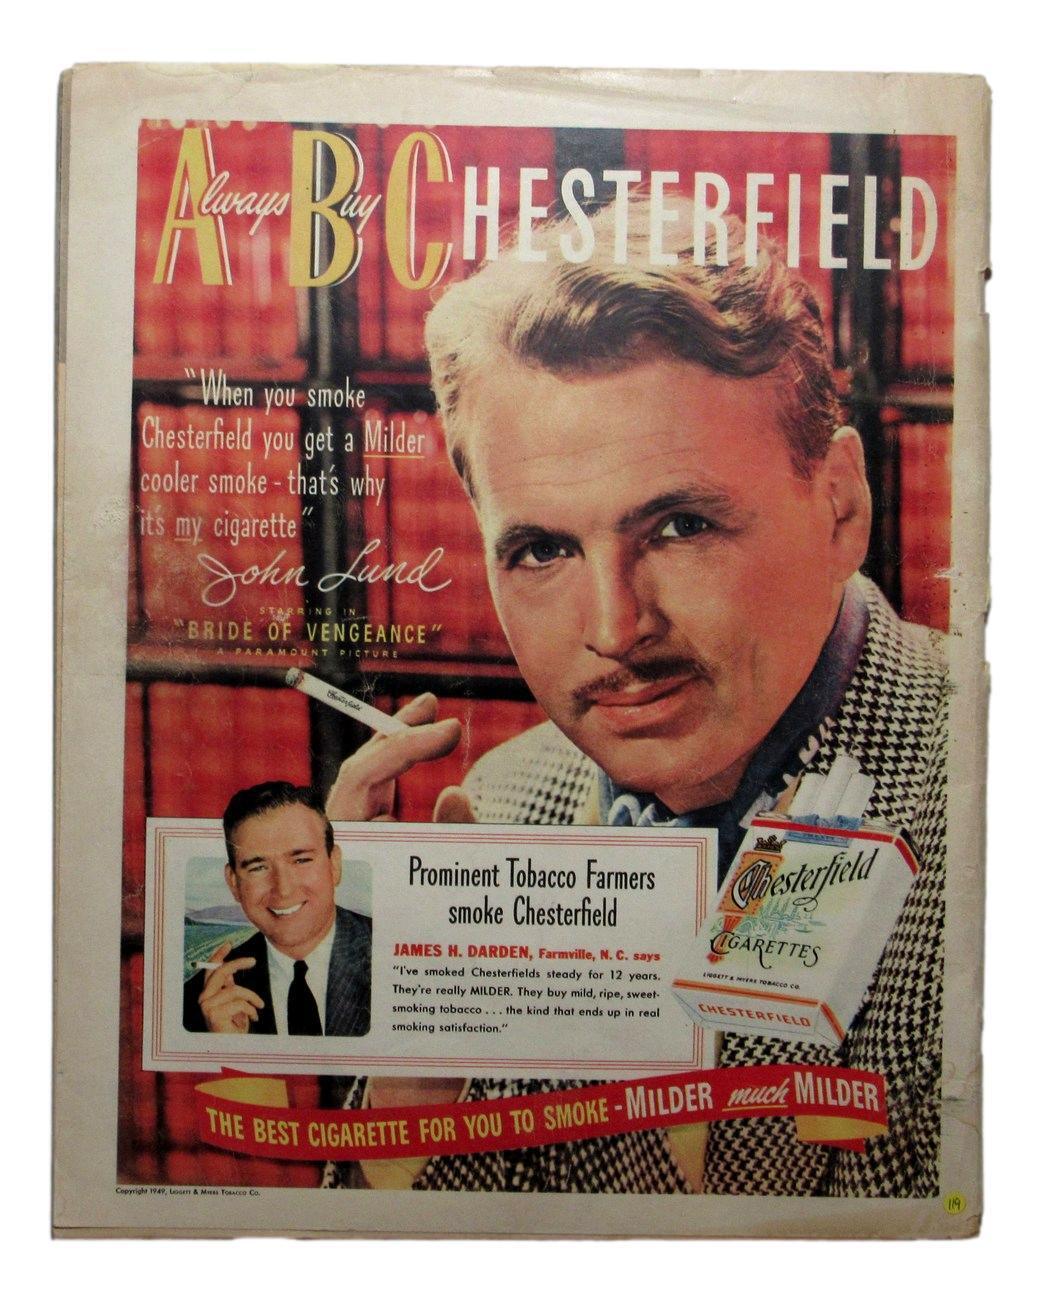 Always Buy CHESTERFIELD
"When you smoke
Chesterfield you get a Milder
cooler smoke - that's why
it's my cigarette"
John Lund
STARRING IN
"BRIDE OF VENGEANCE"
A PARAMOUNT PICTURE
Chesterfield
Prominent Tobacco Farmers
smoke Chesterfield
JAMES H. DARDEN, Farmville, N. C. says
"I've smoked Chesterfields steady for 12 years.
They're really MILDER. They buy mild, ripe, sweet-
smoking tobacco . . . the kind that ends up in real
smoking satisfaction."
Chesterfield
CIGARETTES
LIGGETT & MYERS TOBACCO CO.
CHESTERFIELD
THE BEST CIGARETTE FOR YOU TO SMOKE - MILDER much MILDER
Copyright 1949, LIGGETT & MYERS TOBACCO CO.
119